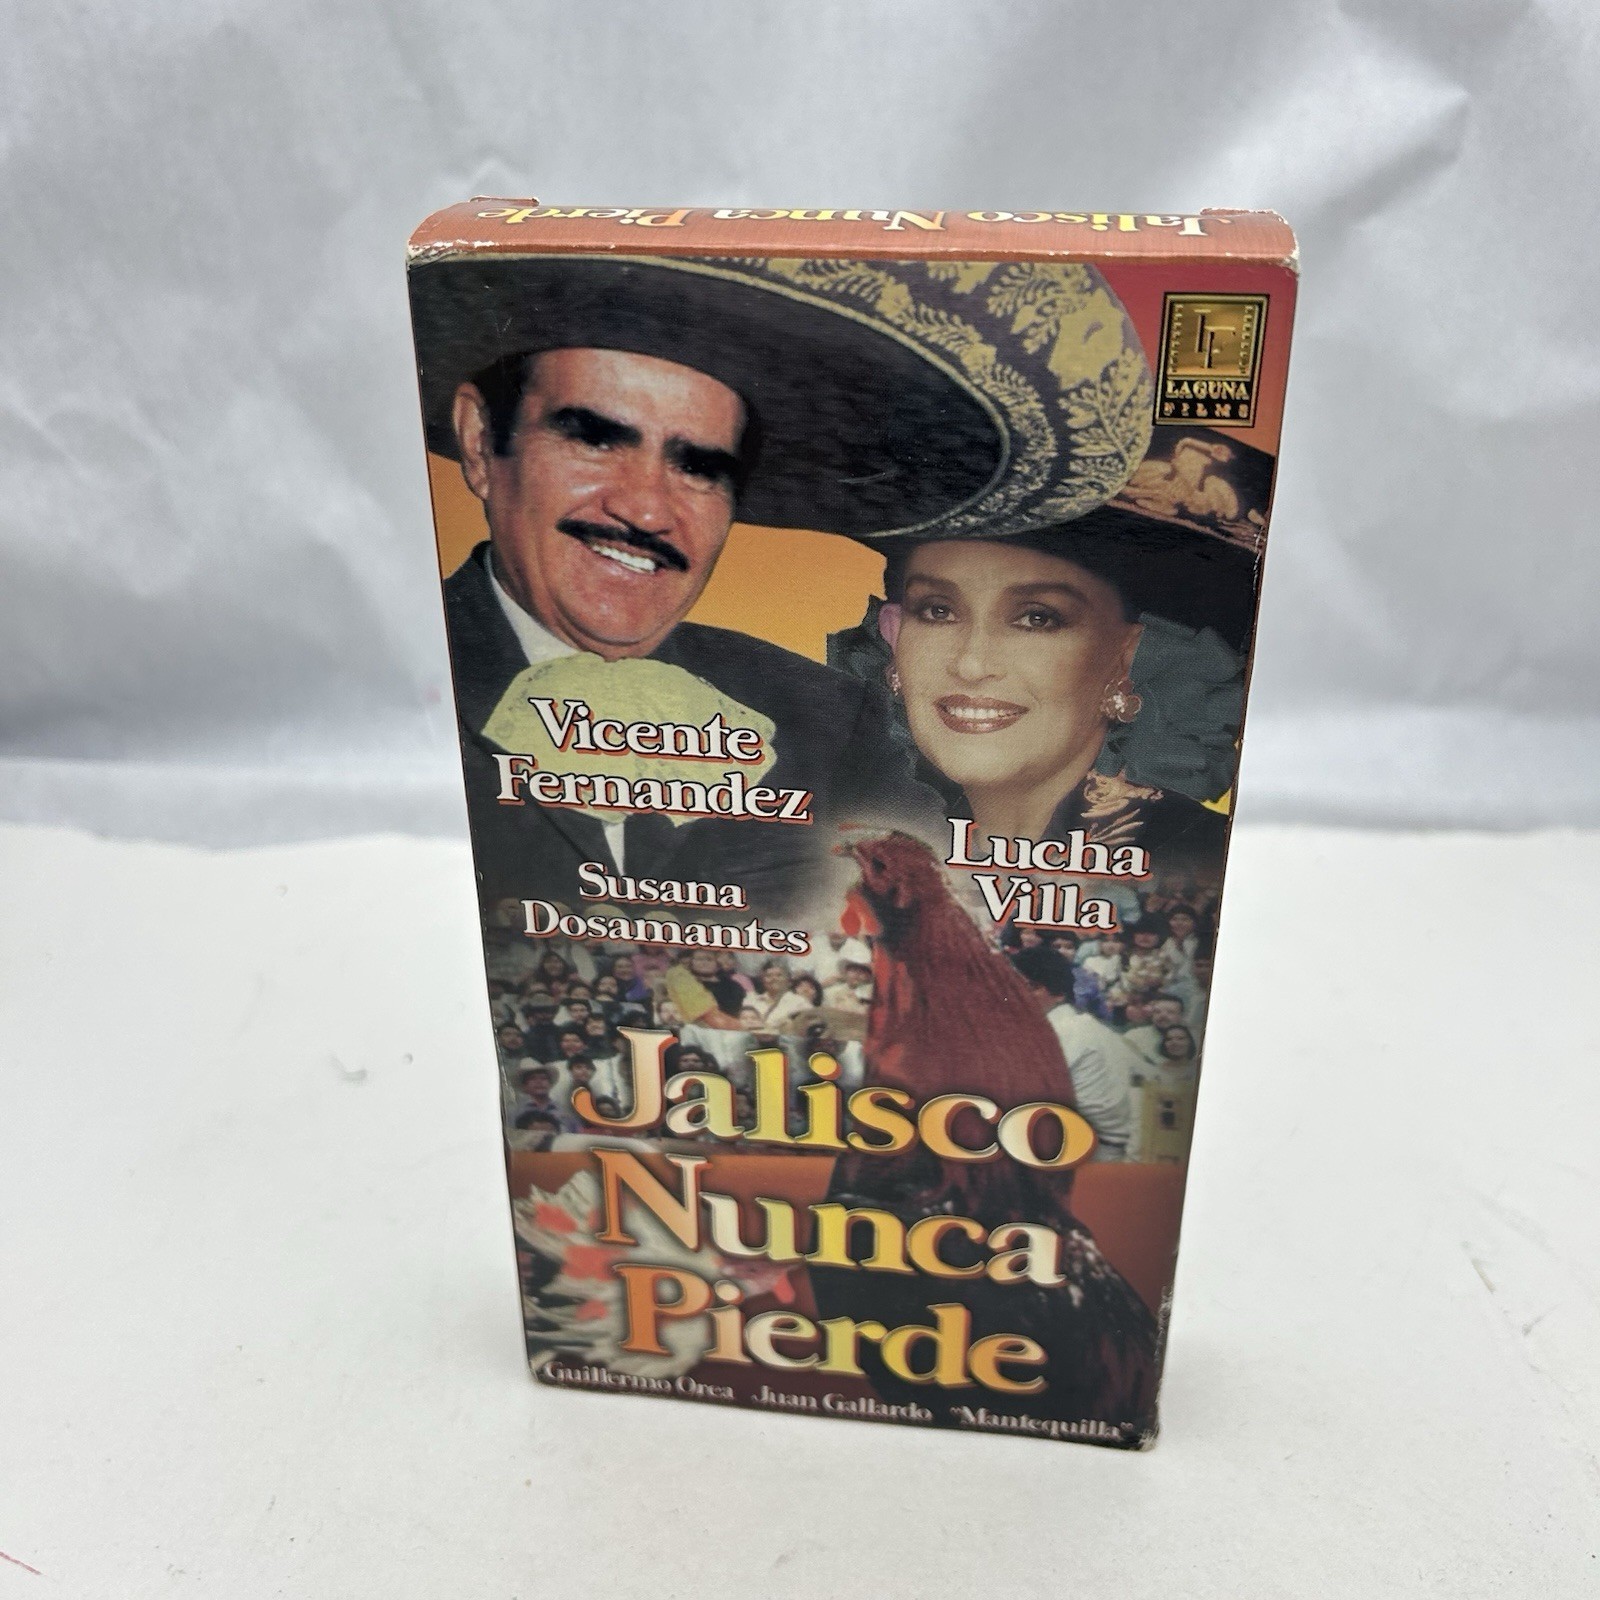 Jalisco Nunca Pierde
LF
LAGUNA
FILMS
Vicente
Fernandez
Lucha
Villa
Susana
Dosamantes
Jalisco
Nunca
Pierde
Guillermo Orea Juan Gallardo "Mantequilla"